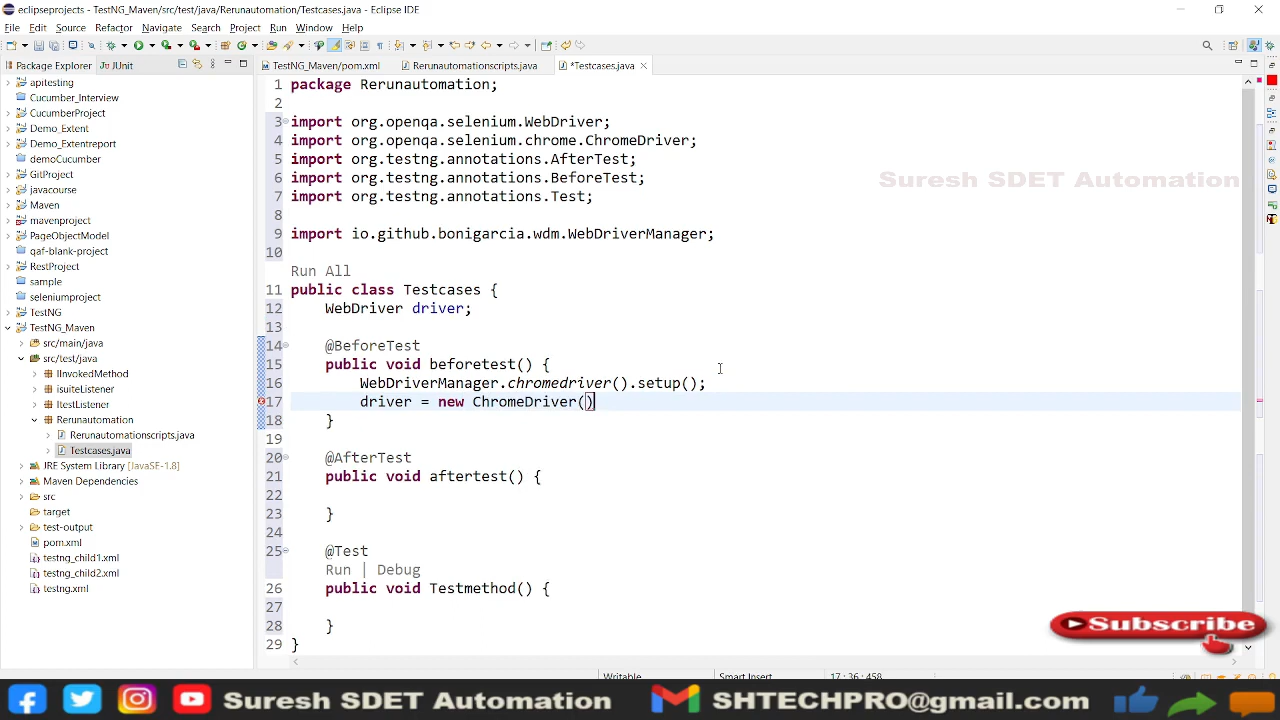 eclipseprojects - TestNG_Maven/src/test/java/Rerunautomation/Testcases.java - Eclipse IDE
File Edit Source Refactor Navigate Search Project Run Window Help
Package Explorer JUnit
TestNG_Maven/pom.xml Rerunautomationscripts.java *Testcases.java
apitesting
Cucumber_Interview
CucumberProject
Demo_Extent
Demo_Extentreport
demoCucumber
GitProject
javacourse
Maven
mavenproject
PageObjectModel
qaf-blank-project
RestProject
sample
seleniumproject
TestNG
TestNG_Maven
src/main/java
src/test/java
IInvokedMethod
isuiteListener
ItestListener
Rerunautomation
Rerunautomationscripts.java
Testcases.java
JRE System Library [JavaSE-1.8]
Maven Dependencies
src
target
test-output
pom.xml
testng_child1.xml
testng_child2.xml
testng.xml
1 package Rerunautomation;
2
3 import org.openqa.selenium.WebDriver;
4 import org.openqa.selenium.chrome.ChromeDriver;
5 import org.testng.annotations.AfterTest;
6 import org.testng.annotations.BeforeTest;
7 import org.testng.annotations.Test;
8
9 import io.github.bonigarcia.wdm.WebDriverManager;
10
Run All
11 public class Testcases {
12 WebDriver driver;
13
14 @BeforeTest
15 public void beforetest() {
16 WebDriverManager.chromedriver().setup();
17 driver = new ChromeDriver()
18 }
19
20 @AfterTest
21 public void aftertest() {
22
23 }
24
25 @Test
Run | Debug
26 public void Testmethod() {
27
28 }
29 }
Suresh SDET Automation
Subscribe
Writable Smart Insert 17 : 36 : 458
Suresh SDET Automation SHTECHPRO@gmail.com